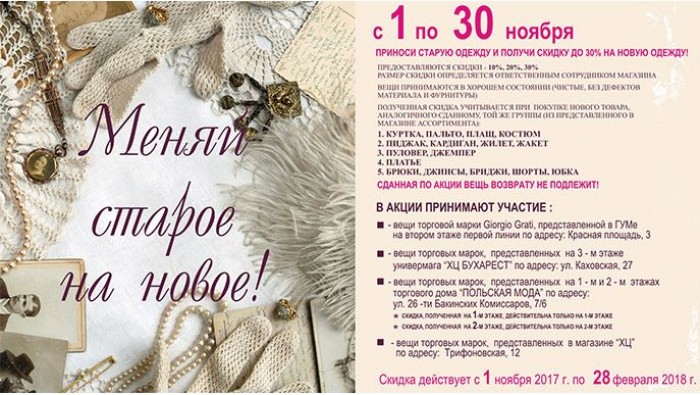 Меняй
старое
на новое!
с 1 по 30 ноября
ПРИНОСИ СТАРУЮ ОДЕЖДУ И ПОЛУЧИ СКИДКУ ДО 30% НА НОВУЮ ОДЕЖДУ!
ПРЕДОСТАВЛЯЮТСЯ СКИДКИ - 10%, 20%, 30%
РАЗМЕР СКИДКИ ОПРЕДЕЛЯЕТСЯ ОТВЕТСТВЕННЫМ СОТРУДНИКОМ МАГАЗИНА
ВЕЩИ ПРИНИМАЮТСЯ В ХОРОШЕМ СОСТОЯНИИ (ЧИСТЫЕ, БЕЗ ДЕФЕКТОВ
МАТЕРИАЛА И ФУРНИТУРЫ)
ПОЛУЧЕННАЯ СКИДКА УЧИТЫВАЕТСЯ ПРИ ПОКУПКЕ НОВОГО ТОВАРА,
АНАЛОГИЧНОГО СДАННОМУ, ТОЙ ЖЕ ГРУППЫ (ИЗ ПРЕДСТАВЛЕННОГО В
МАГАЗИНЕ АССОРТИМЕНТА):
1. КУРТКА, ПАЛЬТО, ПЛАЩ, КОСТЮМ
2. ПИДЖАК, КАРДИГАН, ЖИЛЕТ, ЖАКЕТ
3. ПУЛОВЕР, ДЖЕМПЕР
4. ПЛАТЬЕ
5. БРЮКИ, ДЖИНСЫ, БРИДЖИ, ШОРТЫ, ЮБКА
СДАННАЯ ПО АКЦИИ ВЕЩЬ ВОЗВРАТУ НЕ ПОДЛЕЖИТ!
В АКЦИИ ПРИНИМАЮТ УЧАСТИЕ :
- вещи торговой марки Giorgio Grati, представленной в ГУМе
на втором этаже первой линии по адресу: Красная площадь, 3
- вещи торговых марок, представленных на 3 - м этаже
универмага "ХЦ БУХАРЕСТ" по адресу: ул. Каховская, 27
- вещи торговых марок, представленных на 1 - м и 2 - м этажах
торгового дома "ПОЛЬСКАЯ МОДА" по адресу:
ул. 26 -ти Бакинских Комиссаров, 7/6
★ СКИДКА, ПОЛУЧЕННАЯ НА 1-М ЭТАЖЕ, ДЕЙСТВИТЕЛЬНА ТОЛЬКО НА 1-М ЭТАЖЕ
★ СКИДКА, ПОЛУЧЕННАЯ НА 2-М ЭТАЖЕ, ДЕЙСТВИТЕЛЬНА ТОЛЬКО НА 2-М ЭТАЖЕ
- вещи торговых марок, представленных в магазине "ХЦ"
по адресу: Трифоновская, 12
Скидка действует с 1 ноября 2017 г. по 28 февраля 2018 г.